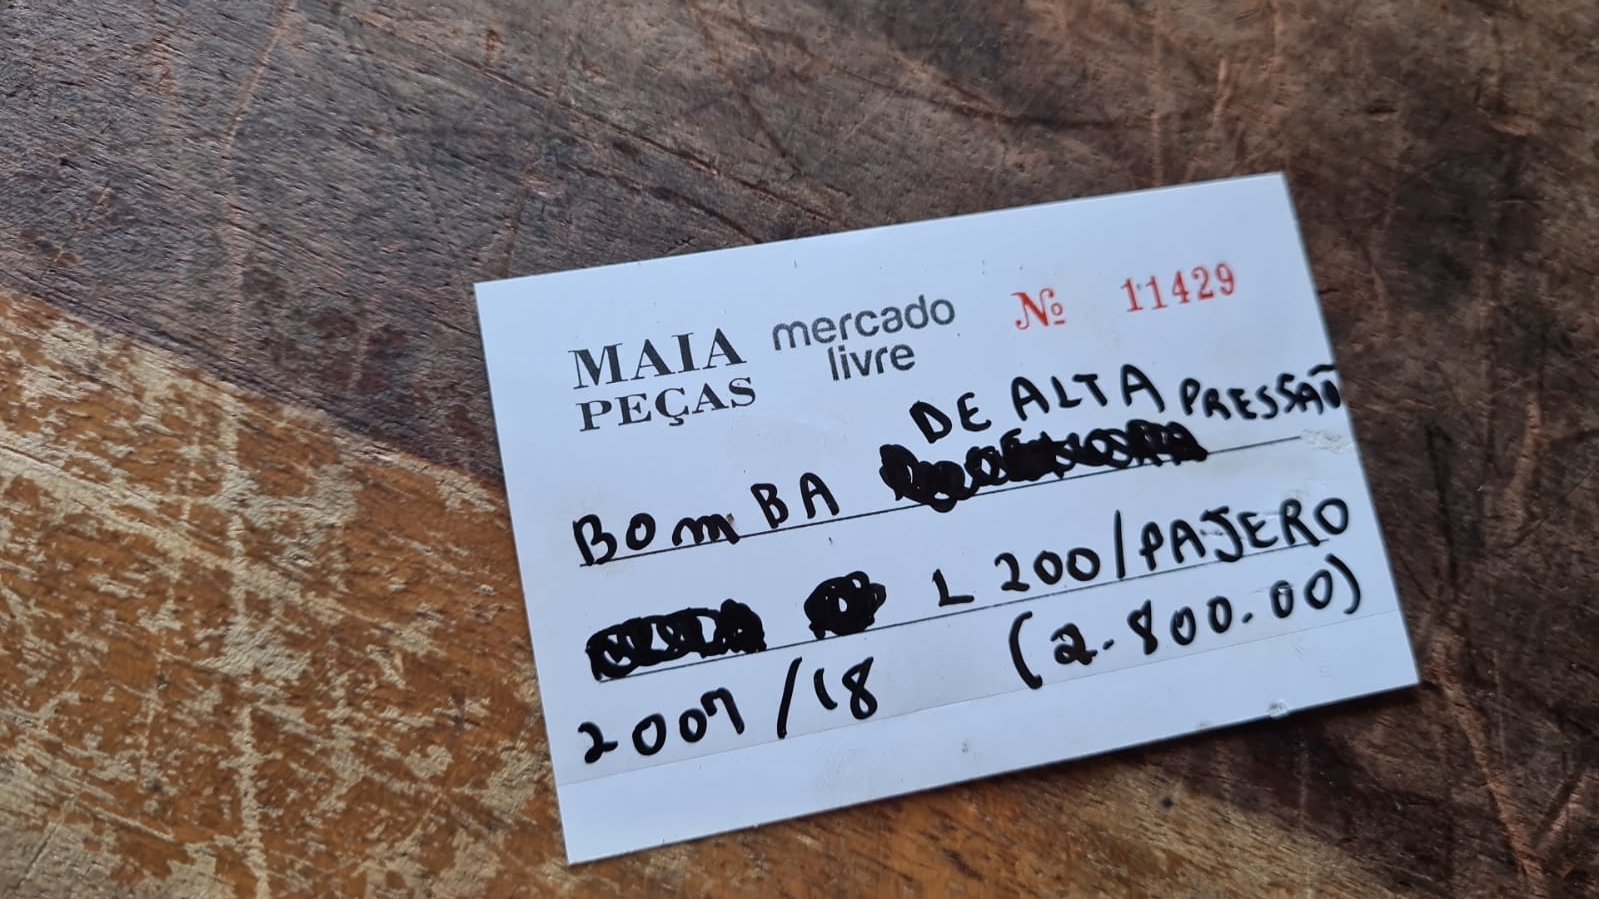 MAIA
PEÇAS
mercado
livre
Nº 11429
DE ALTA PRESSÃO
BOmBA
L 200/PAJERO
2007/18 (2.800.00)